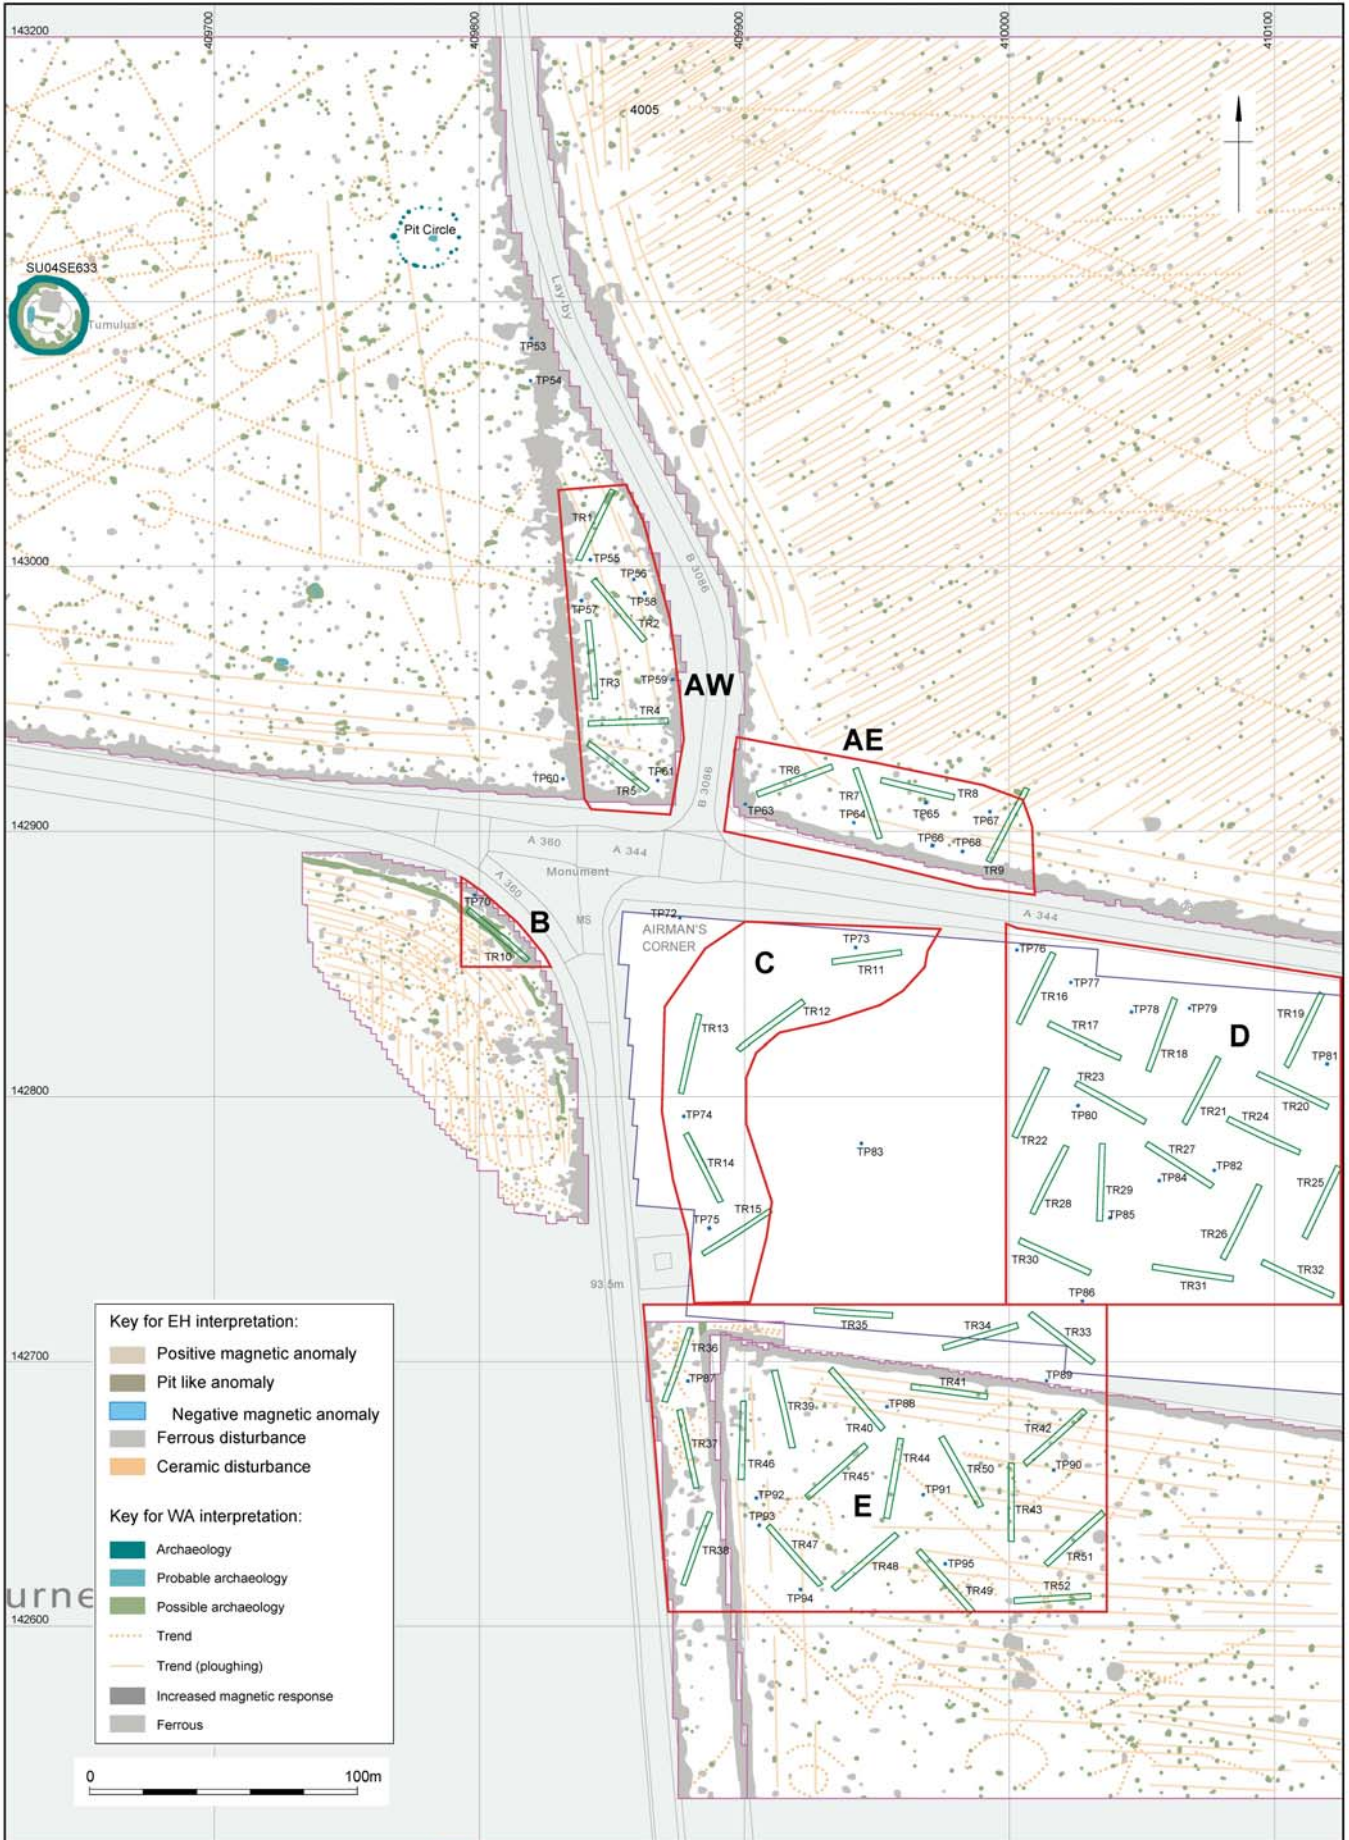 409700
409800
409900
410000
410100
143200
4005
Pit Circle
SU04SE633
Tumulus
Lay-by
TP53
TP54
TR1
TP55
TP56
TP57
TP58
TR2
143000
B 3086
TR3
TP59
AW
TR4
TP60
TP61
TR5
B 3086
AE
TR6
TR7
TR8
TP63
TP64
TP65
TP67
TP66
TP68
TR9
142900
A 360
A 344
Monument
A 360
TP70
B
MS
TR10
TP72
AIRMAN'S
CORNER
A 344
TP73
C
TR11
TP76
TR12
TR13
TP77
TR16
TP78
TP79
TR19
TR17
TR18
D
TP81
142800
TR23
TP74
TP80
TR21
TR24
TR20
TR22
TP83
TR14
TR27
TP82
TP84
TR28
TR29
TR25
TR15
TP75
TP85
TR26
TR30
93.5m
TR31
TR32
TP86
TR35
TR34
TR33
142700
TR36
TP87
TR41
TP89
TR39
TP88
TR40
TR42
TR37
TR46
TR44
TR45
TR50
TP90
TP92
TP91
E
TR43
TP93
TR38
TR47
TR48
TP95
TR51
TP94
TR49
TR52
142600
urne
Key for EH interpretation:
Positive magnetic anomaly
Pit like anomaly
Negative magnetic anomaly
Ferrous disturbance
Ceramic disturbance
Key for WA interpretation:
Archaeology
Probable archaeology
Possible archaeology
Trend
Trend (ploughing)
Increased magnetic response
Ferrous
0 100m